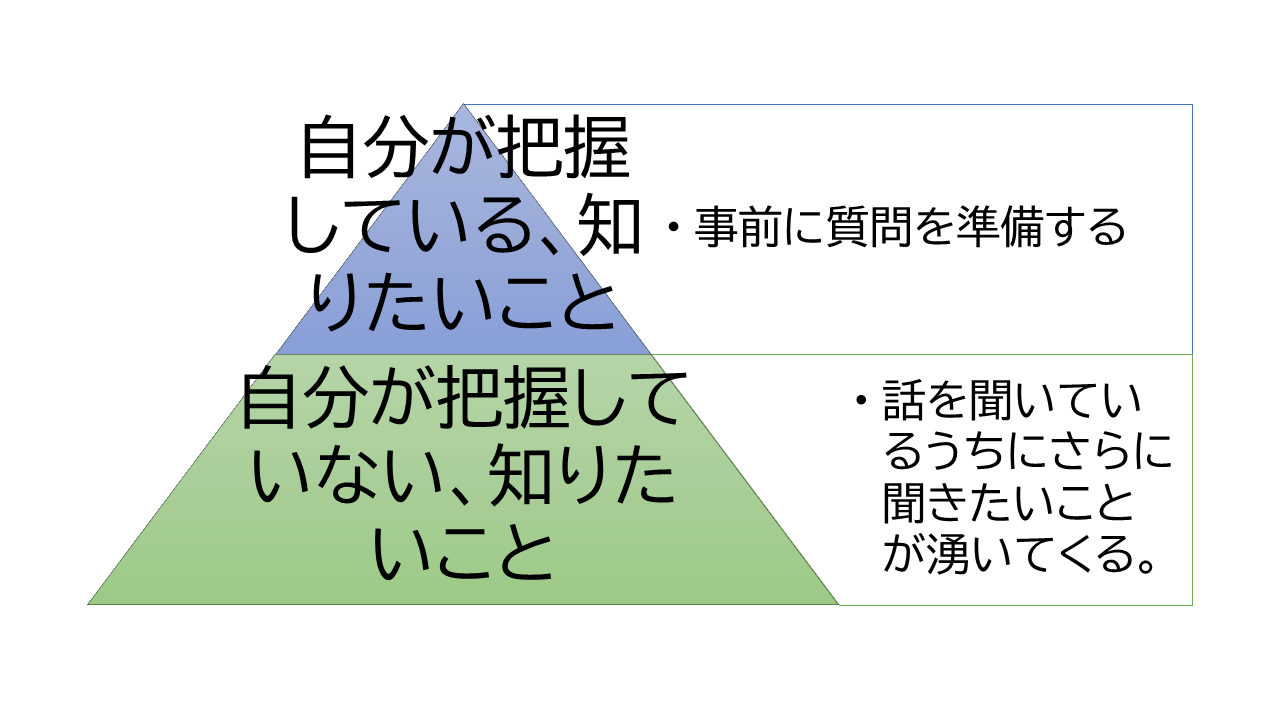 自分が把握
している、知
りたいこと
・事前に質問を準備する
自分が把握して
いない、知りた
いこと
・話を聞いてい
るうちにさらに
聞きたいこと
が湧いてくる。